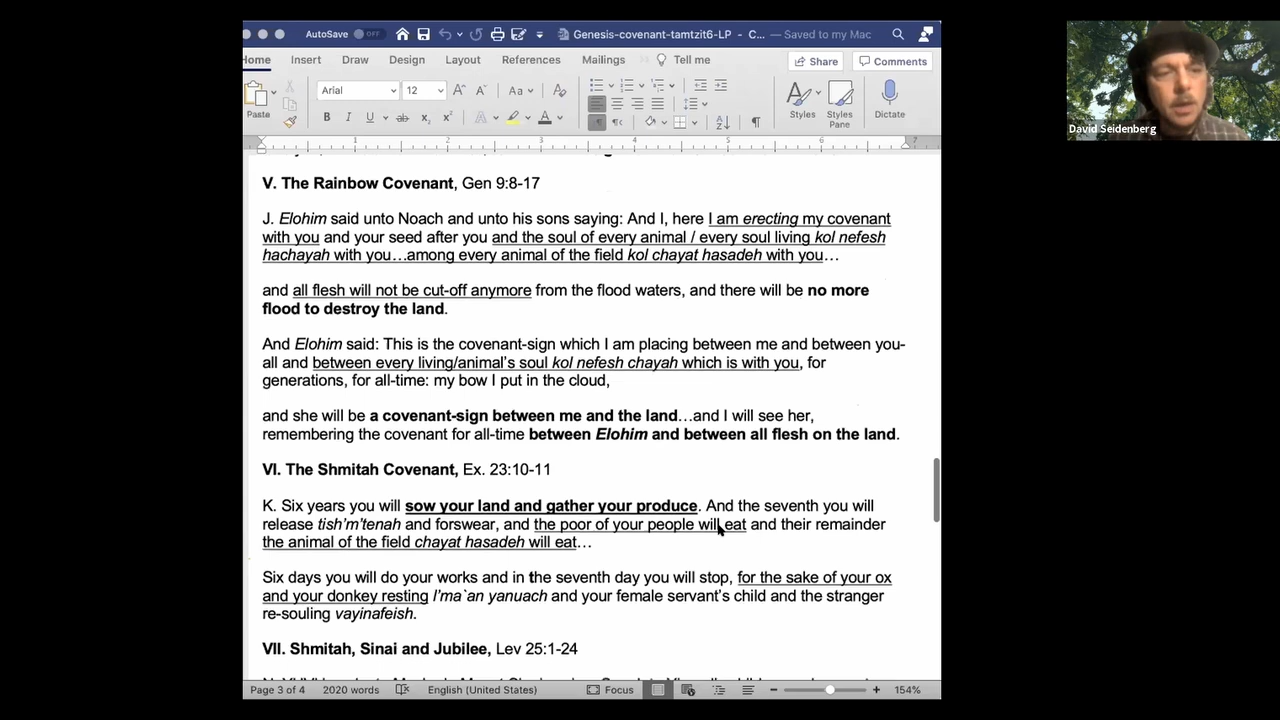 AutoSave OFF Genesis-covenant-tamtzit6-LP - C... — Saved to my Mac
Home Insert Draw Design Layout References Mailings Tell me Share Comments
Paste Arial 12 Styles Styles Pane Dictate
1 2 3 4 5 6 7
V. The Rainbow Covenant, Gen 9:8-17
J. Elohim said unto Noach and unto his sons saying: And I, here I am erecting my covenant
with you and your seed after you and the soul of every animal / every soul living kol nefesh
hachayah with you…among every animal of the field kol chayat hasadeh with you…
and all flesh will not be cut-off anymore from the flood waters, and there will be no more
flood to destroy the land.
And Elohim said: This is the covenant-sign which I am placing between me and between you-
all and between every living/animal's soul kol nefesh chayah which is with you, for
generations, for all-time: my bow I put in the cloud,
and she will be a covenant-sign between me and the land…and I will see her,
remembering the covenant for all-time between Elohim and between all flesh on the land.
VI. The Shmitah Covenant, Ex. 23:10-11
K. Six years you will sow your land and gather your produce. And the seventh you will
release tish'm'tenah and forswear, and the poor of your people will eat and their remainder
the animal of the field chayat hasadeh will eat…
Six days you will do your works and in the seventh day you will stop, for the sake of your ox
and your donkey resting l'ma`an yanuach and your female servant's child and the stranger
re-souling vayinafeish.
VII. Shmitah, Sinai and Jubilee, Lev 25:1-24
Page 3 of 4 2020 words English (United States) Focus 154%
David Seidenberg